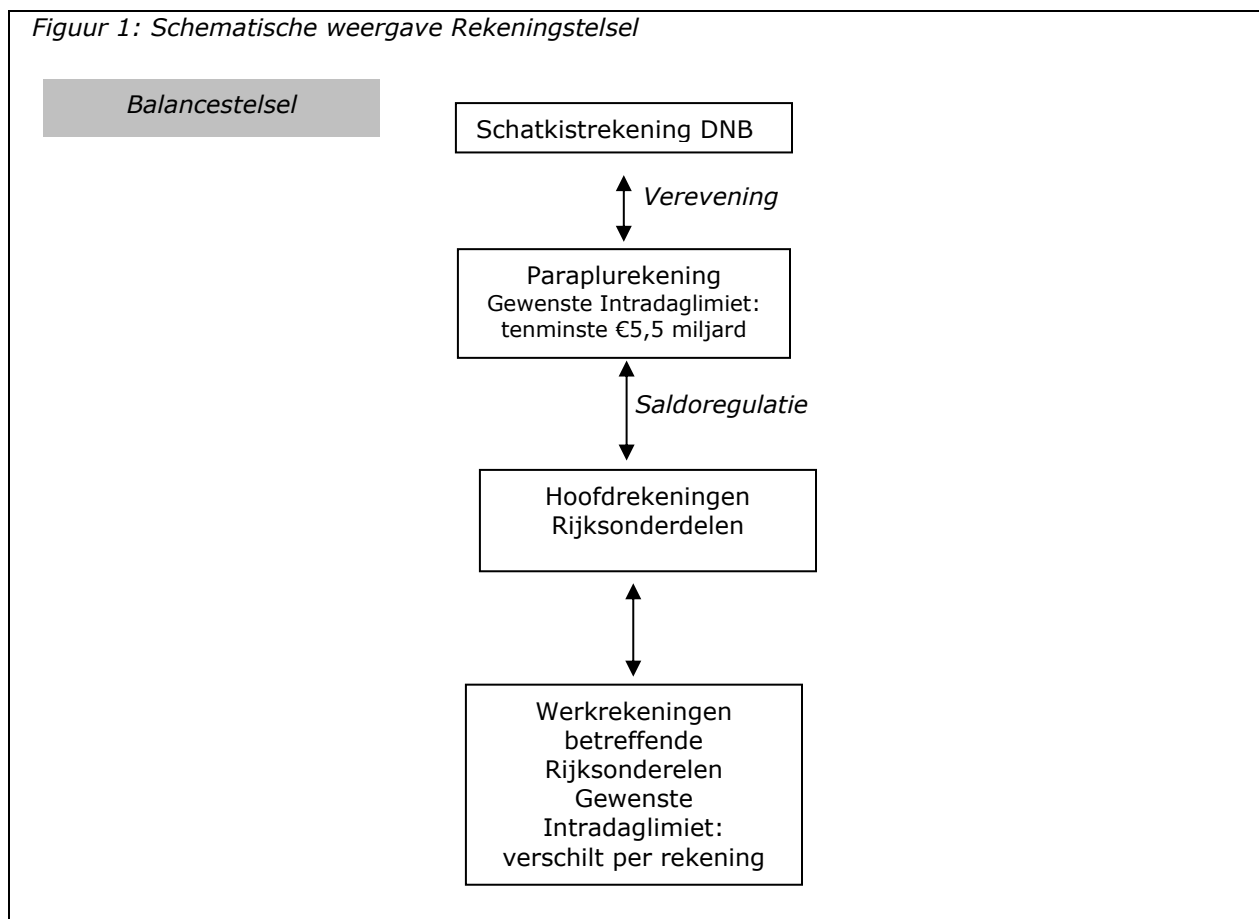 Figuur 1: Schematische weergave Rekeningstelsel
Balancestelsel
Schatkistrekening DNB
Verevening
Paraplurekening
Gewenste Intradaglimiet:
tenminste €5,5 miljard
Saldoregulatie
Hoofdrekeningen
Rijksonderdelen
Werkrekeningen
betreffende
Rijksonderelen
Gewenste
Intradaglimiet:
verschilt per rekening